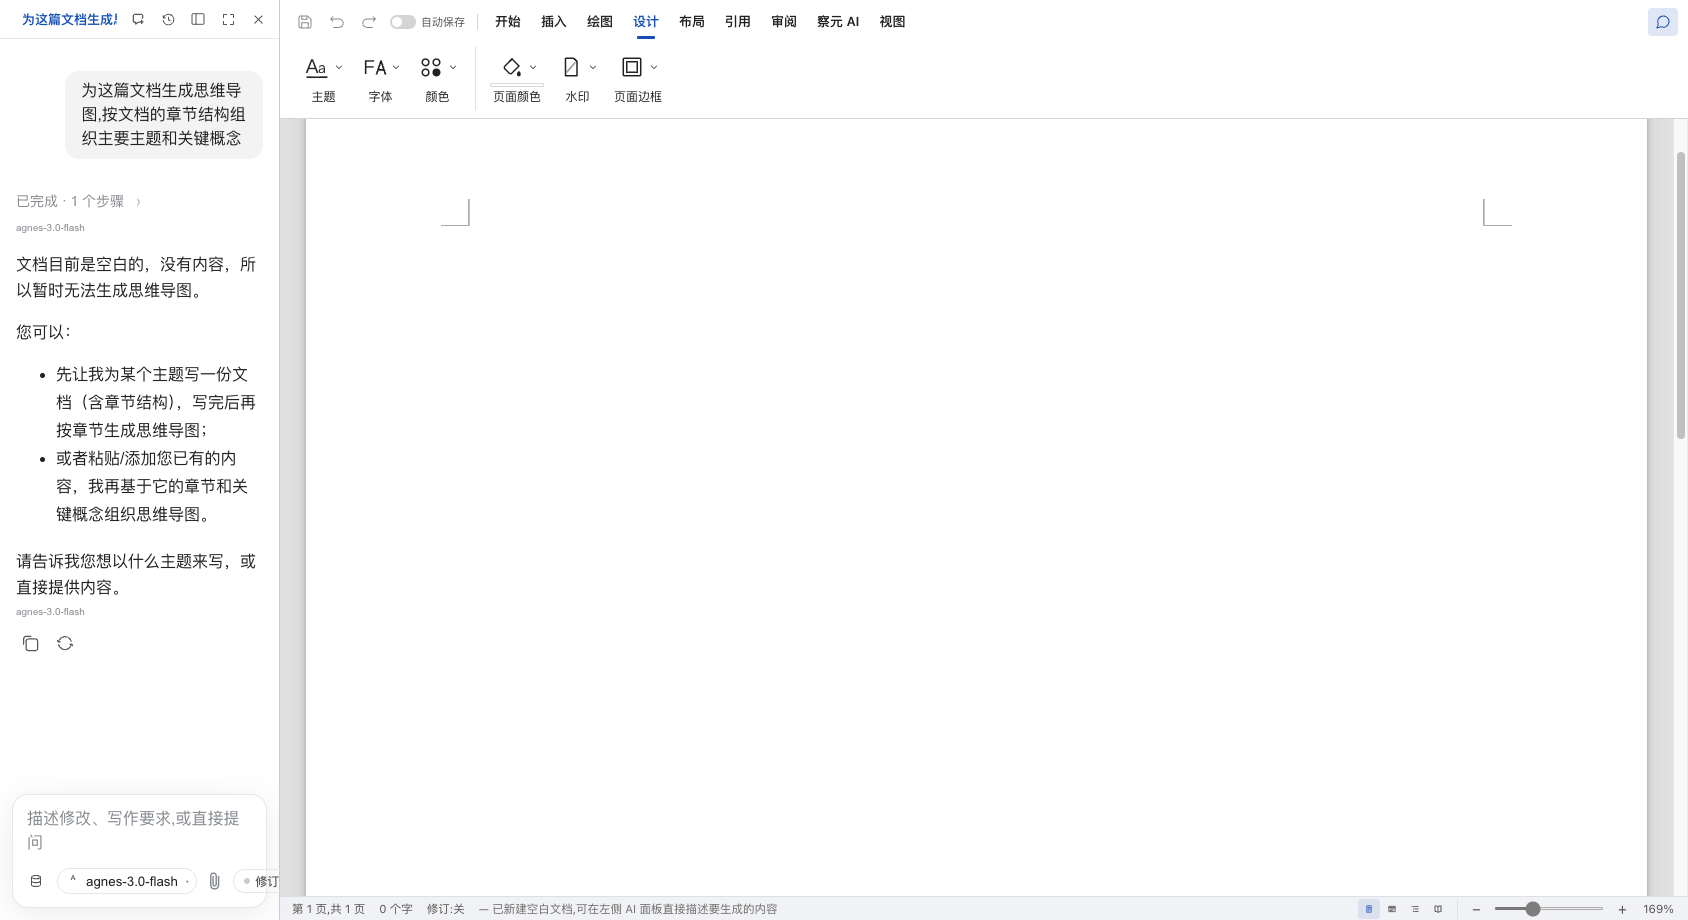 为这篇文档生成
自动保存
开始 插入 绘图 设计 布局 引用 审阅 察元 AI 视图
主题 字体 颜色 页面颜色 水印 页面边框
为这篇文档生成思维导
图,按文档的章节结构组
织主要主题和关键概念
已完成 · 1 个步骤 ›
agnes-3.0-flash
文档目前是空白的，没有内容，所
以暂时无法生成思维导图。
您可以：
• 先让我为某个主题写一份文
档（含章节结构），写完后再
按章节生成思维导图；
• 或者粘贴/添加您已有的内
容，我再基于它的章节和关
键概念组织思维导图。
请告诉我您想以什么主题来写，或
直接提供内容。
agnes-3.0-flash
描述修改、写作要求,或直接提
问
A agnes-3.0-flash 修订
第 1 页,共 1 页 0 个字 修订:关 — 已新建空白文档,可在左侧 AI 面板直接描述要生成的内容 169%